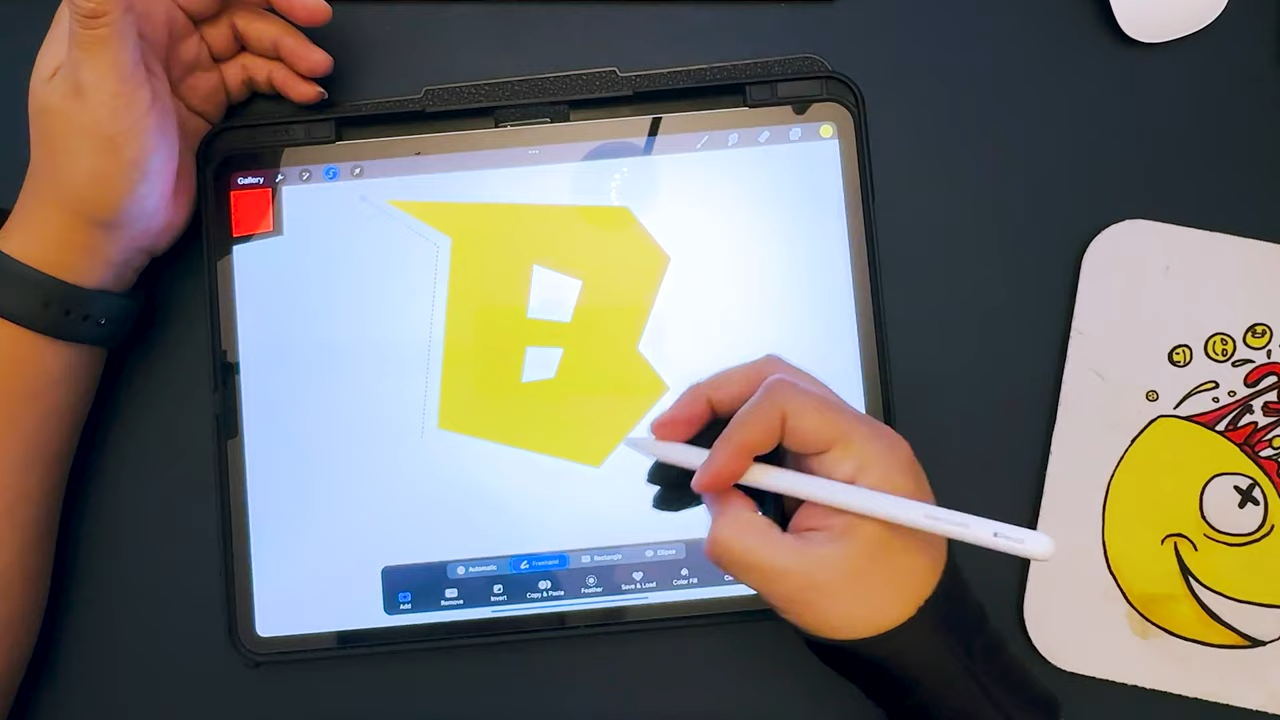 Gallery
B
Automatic Freehand Rectangle Ellipse
Add Remove Invert Copy & Paste Feather Save & Load Color Fill